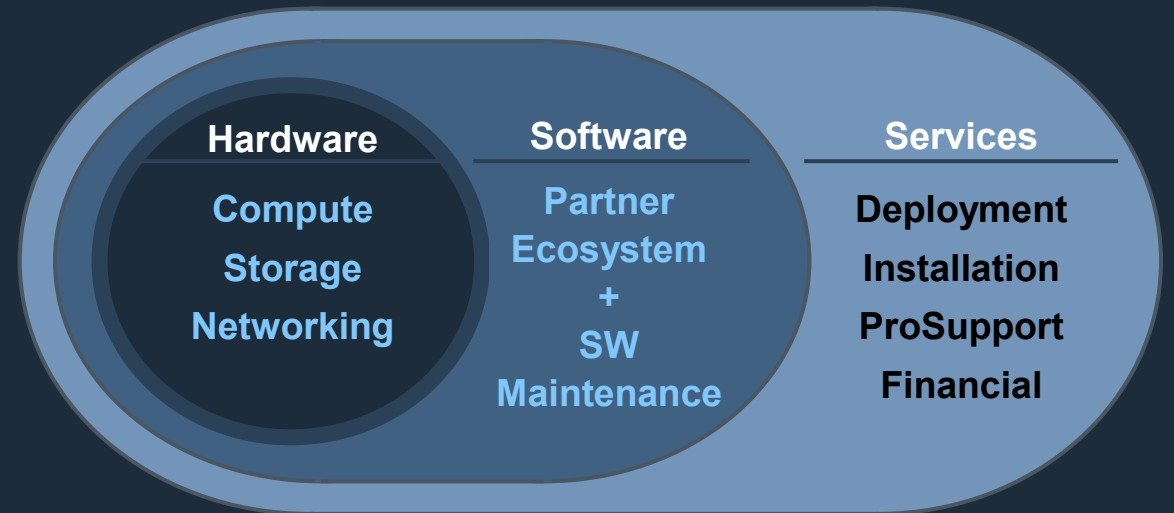 Hardware
Compute
Storage
Networking
Software
Partner
Ecosystem
+
SW
Maintenance
Services
Deployment
Installation
ProSupport
Financial